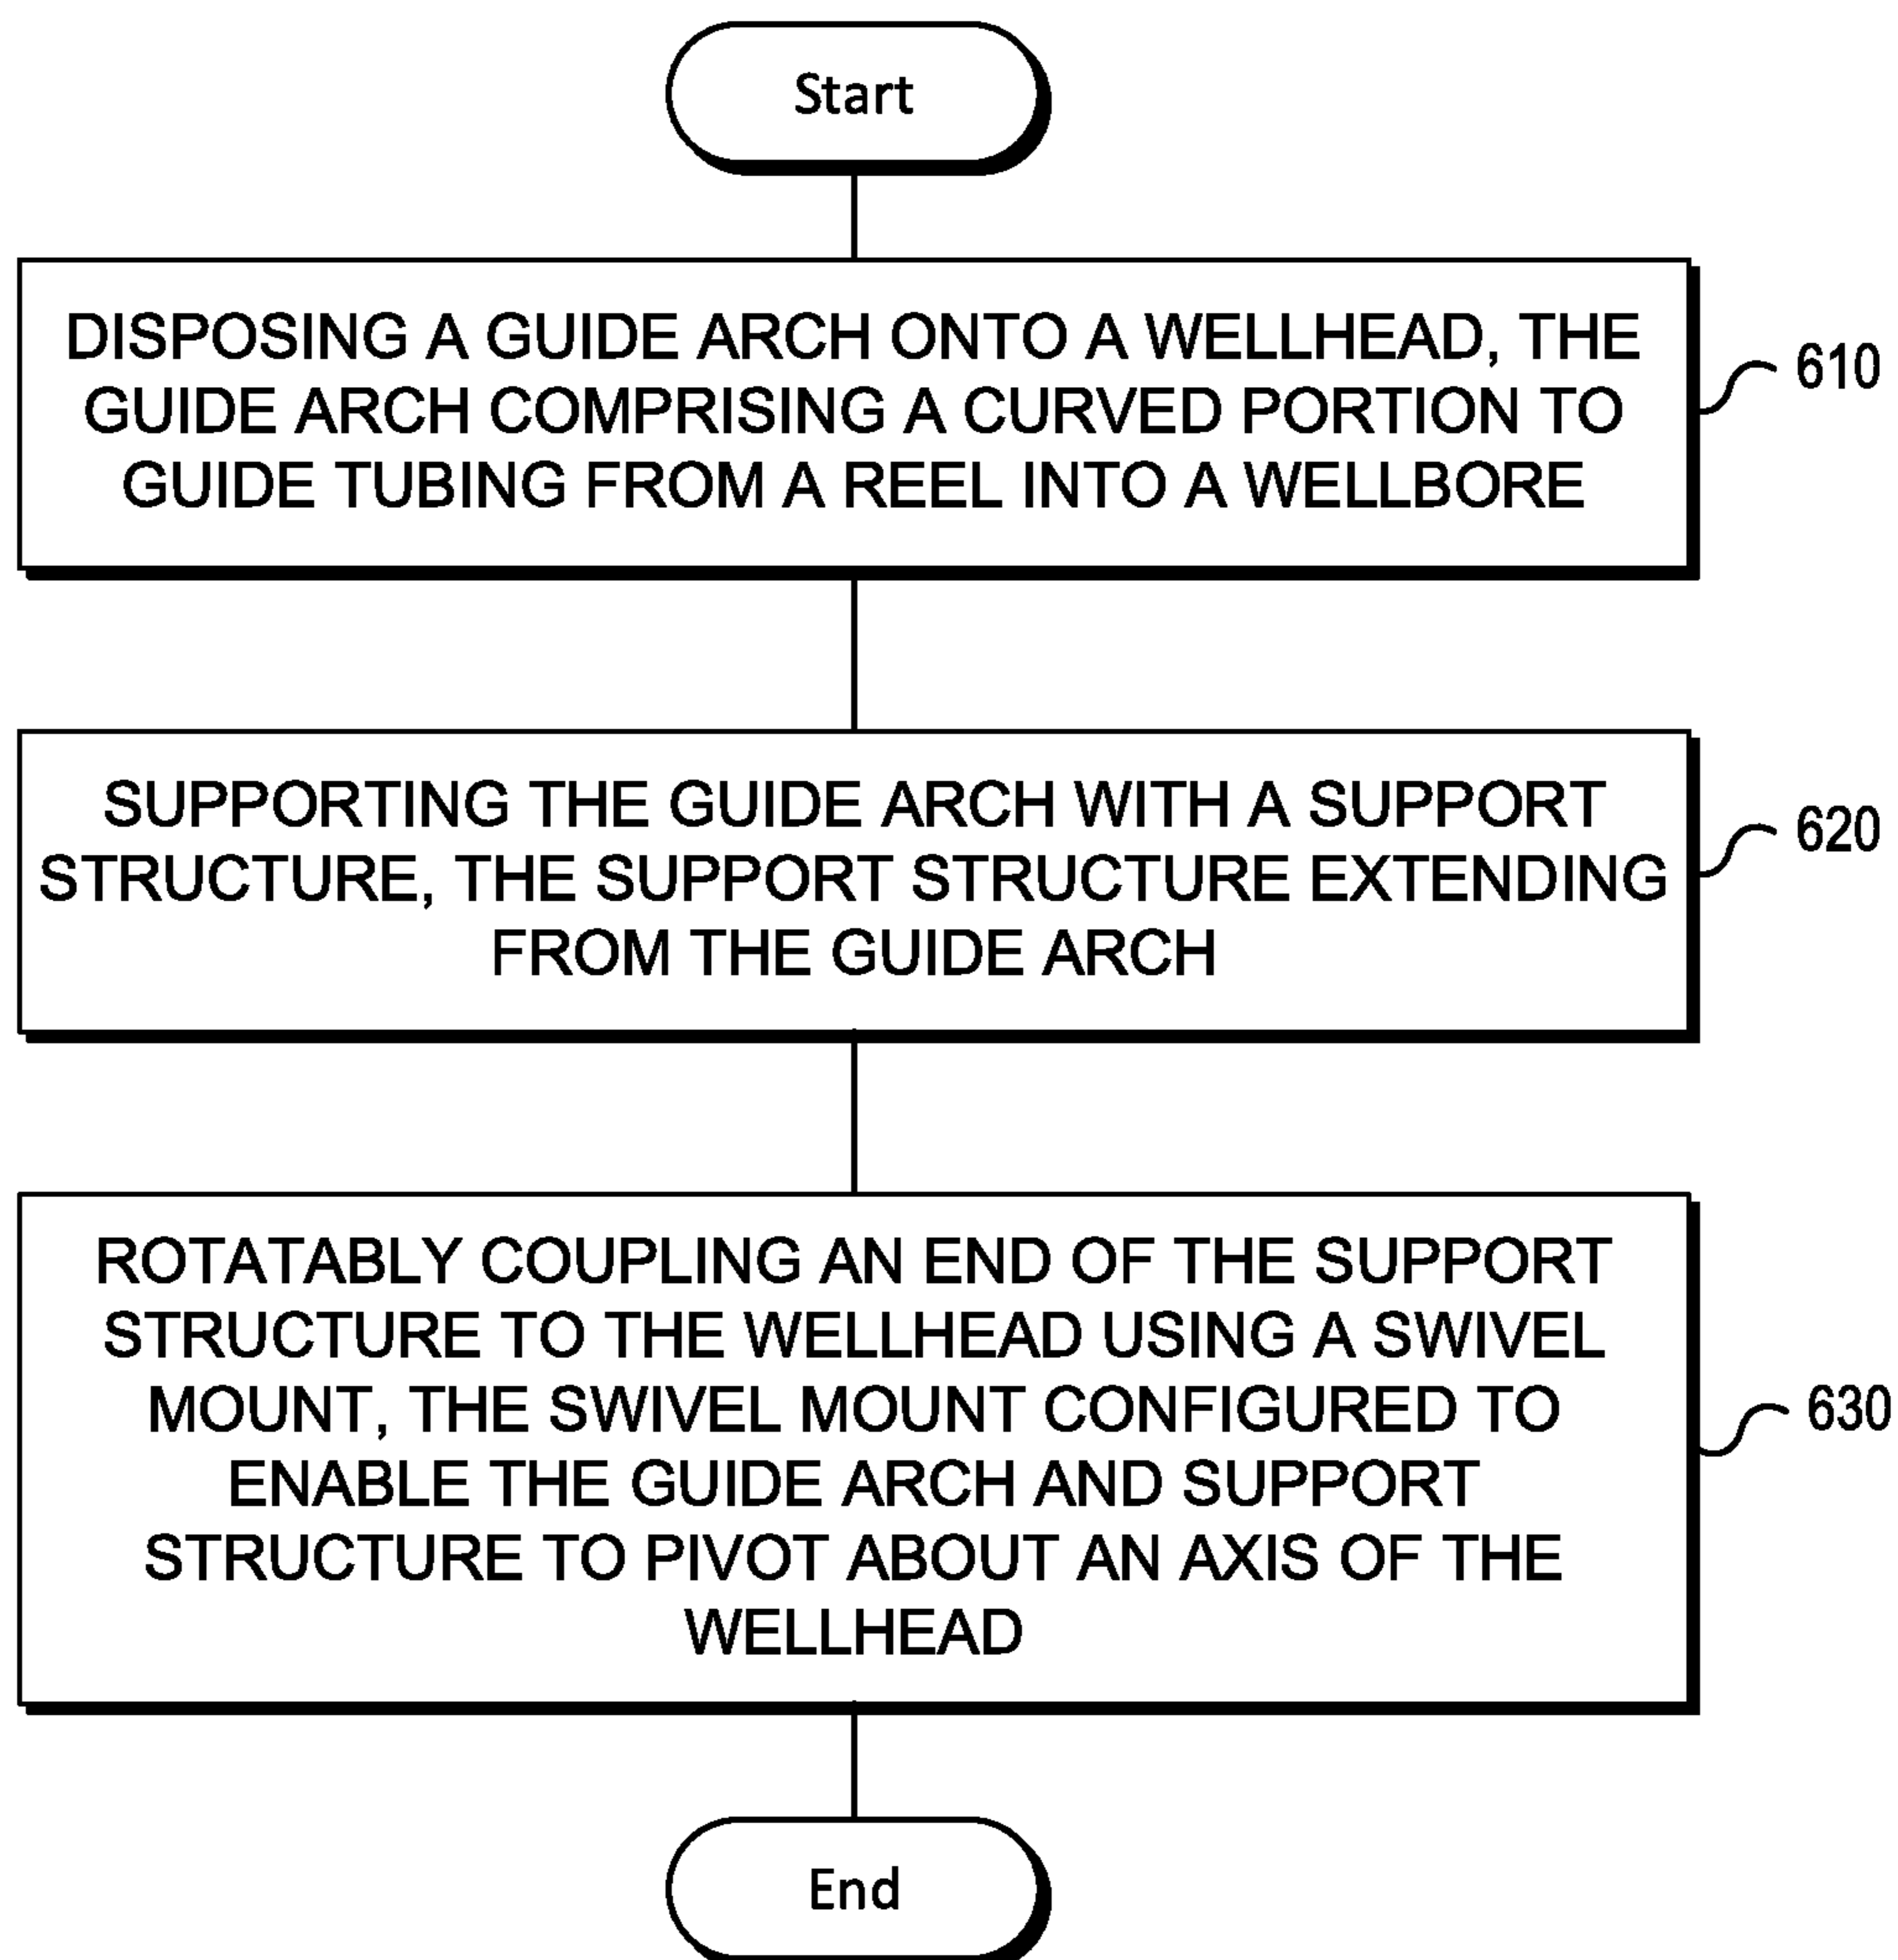 Start
DISPOSING A GUIDE ARCH ONTO A WELLHEAD, THE
GUIDE ARCH COMPRISING A CURVED PORTION TO
GUIDE TUBING FROM A REEL INTO A WELLBORE
610
SUPPORTING THE GUIDE ARCH WITH A SUPPORT
STRUCTURE, THE SUPPORT STRUCTURE EXTENDING
FROM THE GUIDE ARCH
620
ROTATABLY COUPLING AN END OF THE SUPPORT
STRUCTURE TO THE WELLHEAD USING A SWIVEL
MOUNT, THE SWIVEL MOUNT CONFIGURED TO
ENABLE THE GUIDE ARCH AND SUPPORT
STRUCTURE TO PIVOT ABOUT AN AXIS OF THE
WELLHEAD
630
End